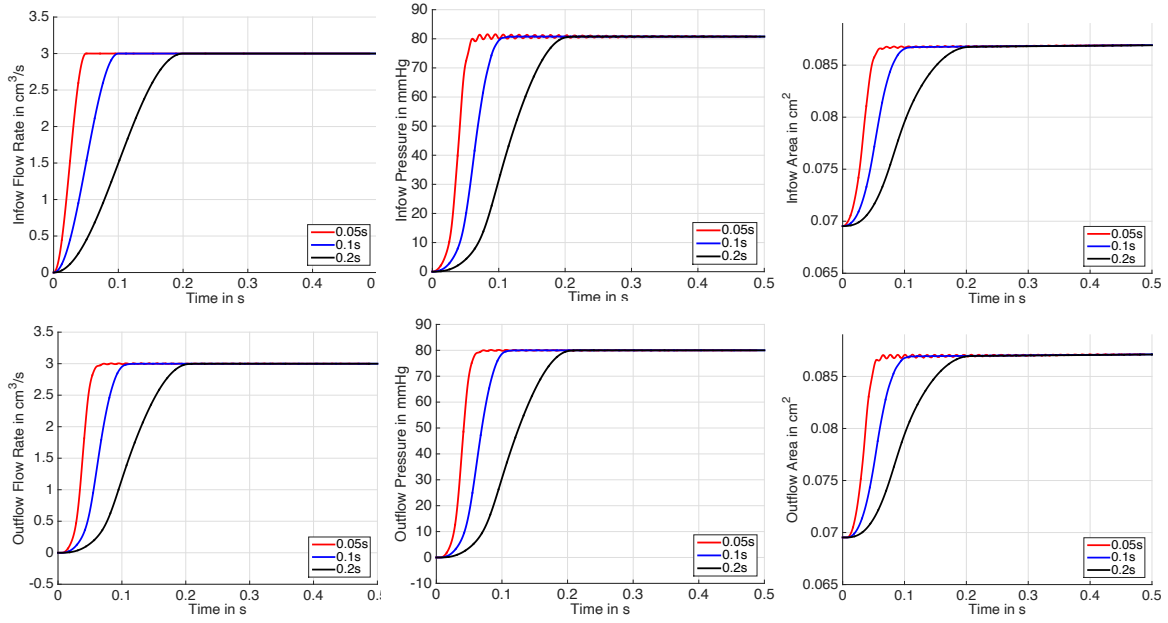 3.5
3
2.5
2
1.5
1
0.5
0
Inflow Flow Rate in cm³/s
0 0.1 0.2 0.3 0.4 0
Time in s
0.05s
0.1s
0.2s
90
80
70
60
50
40
30
20
10
0
Infow Pressure in mmHg
0 0.1 0.2 0.3 0.4 0.5
Time in s
0.05s
0.1s
0.2s
0.085
0.08
0.075
0.07
0.065
Infow Area in cm²
0 0.1 0.2 0.3 0.4 0.5
Time in s
0.05s
0.1s
0.2s
3.5
3
2.5
2
1.5
1
0.5
0
-0.5
Outflow Flow Rate in cm³/s
0 0.1 0.2 0.3 0.4 0.5
Time in s
0.05s
0.1s
0.2s
90
80
70
60
50
40
30
20
10
0
-10
Outflow Pressure in mmHg
0 0.1 0.2 0.3 0.4 0.5
Time in s
0.05s
0.1s
0.2s
0.085
0.08
0.075
0.07
0.065
Outflow Area in cm²
0 0.1 0.2 0.3 0.4 0.5
Time in s
0.05s
0.1s
0.2s